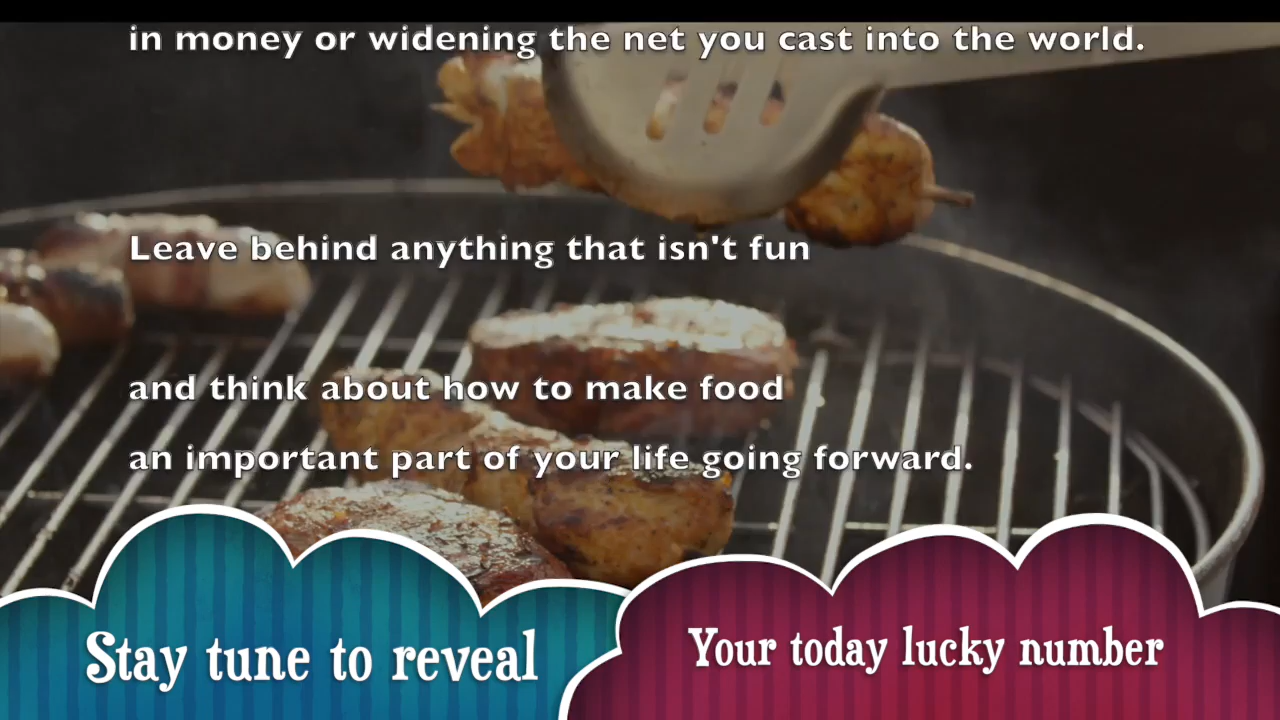 in money or widening the net you cast into the world.
Leave behind anything that isn't fun
and think about how to make food
an important part of your life going forward.
Stay tune to reveal
Your today lucky number